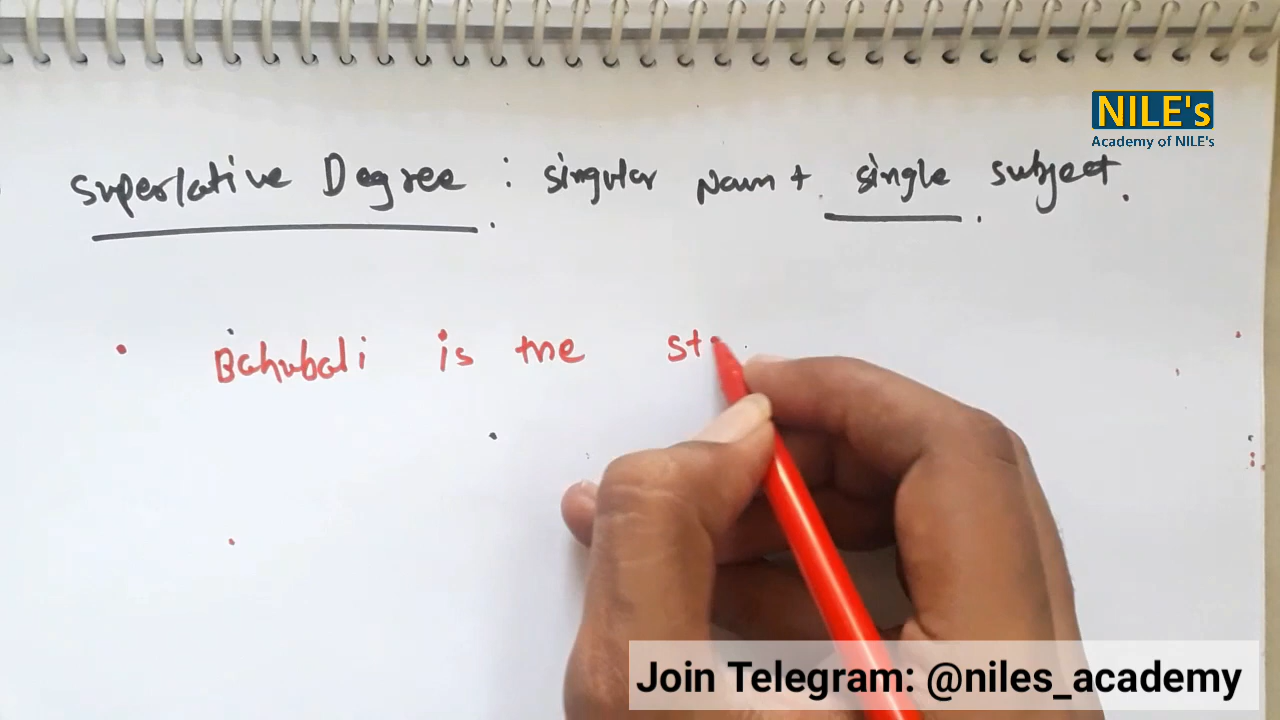 NILE's
Academy of NILE's
Superlative Degree : singular Noun + single subject.
Bahubali is the st
Join Telegram: @niles_academy